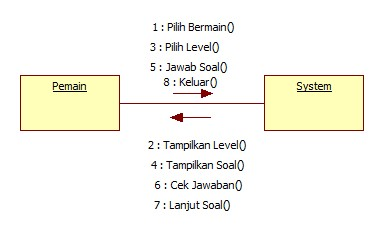 1 : Pilih Bermain()
3 : Pilih Level()
5 : Jawab Soal()
8 : Keluar()
Pemain
System
2 : Tampilkan Level()
4 : Tampilkan Soal()
6 : Cek Jawaban()
7 : Lanjut Soal()